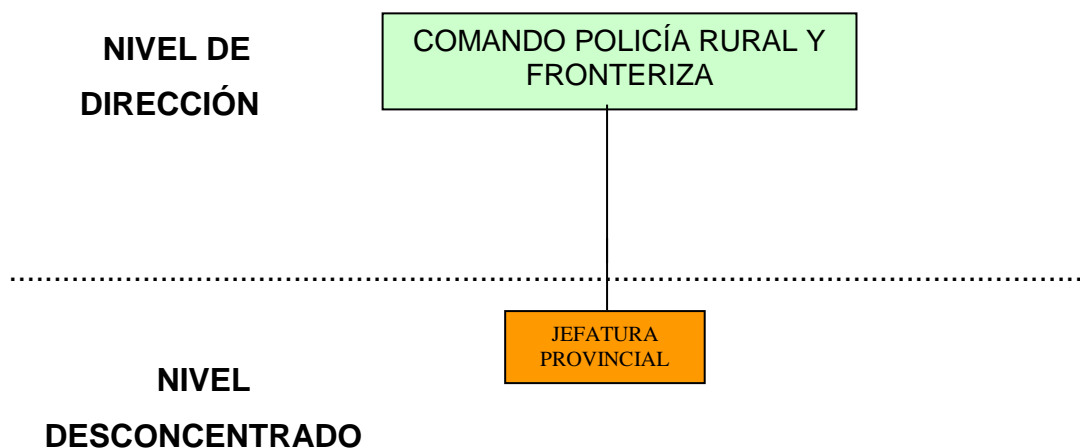 NIVEL DE
DIRECCIÓN
COMANDO POLICÍA RURAL Y
FRONTERIZA
JEFATURA
PROVINCIAL
NIVEL
DESCONCENTRADO